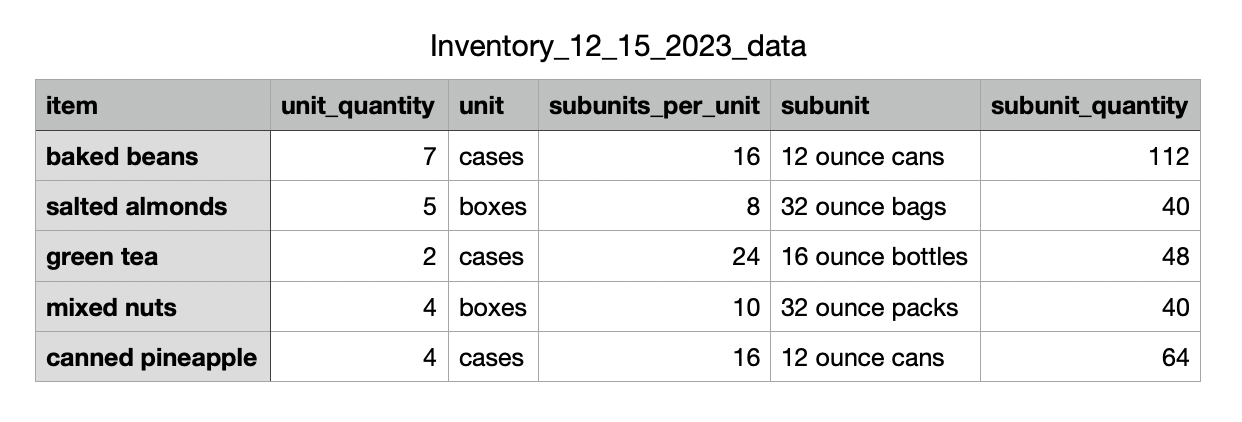 Inventory_12_15_2023_data
item unit_quantity unit subunits_per_unit subunit subunit_quantity
baked beans 7 cases 16 12 ounce cans 112
salted almonds 5 boxes 8 32 ounce bags 40
green tea 2 cases 24 16 ounce bottles 48
mixed nuts 4 boxes 10 32 ounce packs 40
canned pineapple 4 cases 16 12 ounce cans 64